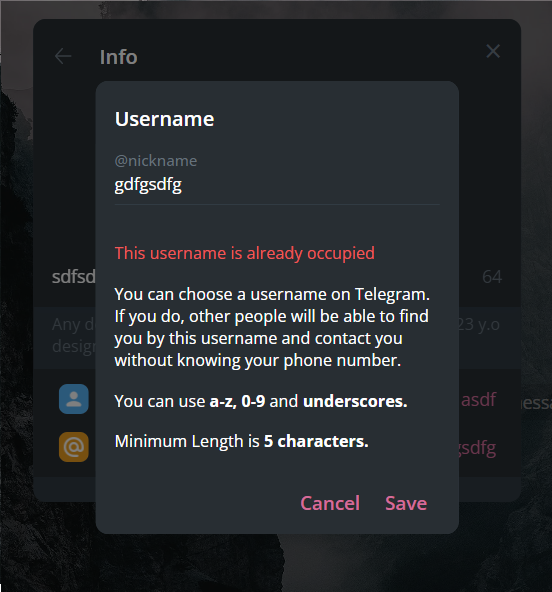 Info
Username
@nickname
gdfgsdfg
This username is already occupied
sdfsd
64
You can choose a username on Telegram.
If you do, other people will be able to find
you by this username and contact you
without knowing your phone number.
Any d
23 y.o
design
You can use a-z, 0-9 and underscores.
asdf
Minimum Length is 5 characters.
gsdfg
Cancel
Save